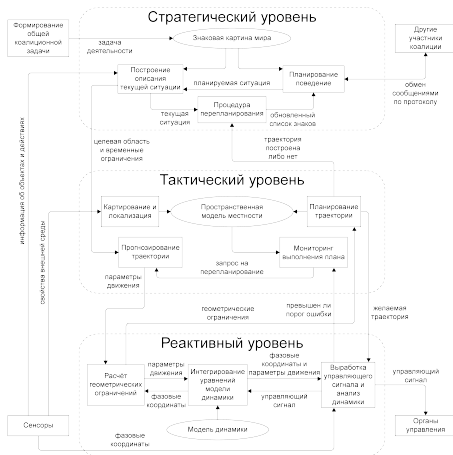 Стратегический уровень
Формирование
общей
коалиционной
задачи
задача
деятельности
Знаковая картина мира
Другие
участники
коалиции
Построение
описания
текущей ситуации
планируемая ситуация
Планирование
поведение
обмен
сообщениями
по протоколу
Процедура
перепланирования
текущая
ситуация
обновленный
список знаков
целевая область
и временные
ограничения
траектория
построена
либо нет
информация об объектах и действиях
свойства внешней среды
Тактический уровень
Картирование и
локализация
Пространственная
модель местности
Планирование
траектории
Прогнозирование
траектории
Мониторинг
выполнения плана
запрос на
перепланирование
параметры
движения
геометрические
ограничения
превышен ли
порог ошибки
желаемая
траектория
Реактивный уровень
Расчёт
геометрических
ограничений
параметры
движения
фазовые
координаты
Интегрирование
уравнений
модели
динамики
фазовые
координаты и
параметры движения
управляющий
сигнал
Выработка
управляющего
сигнала и
анализ
динамики
управляющий
сигнал
Модель динамики
Сенсоры
фазовые
координаты
Органы
управления